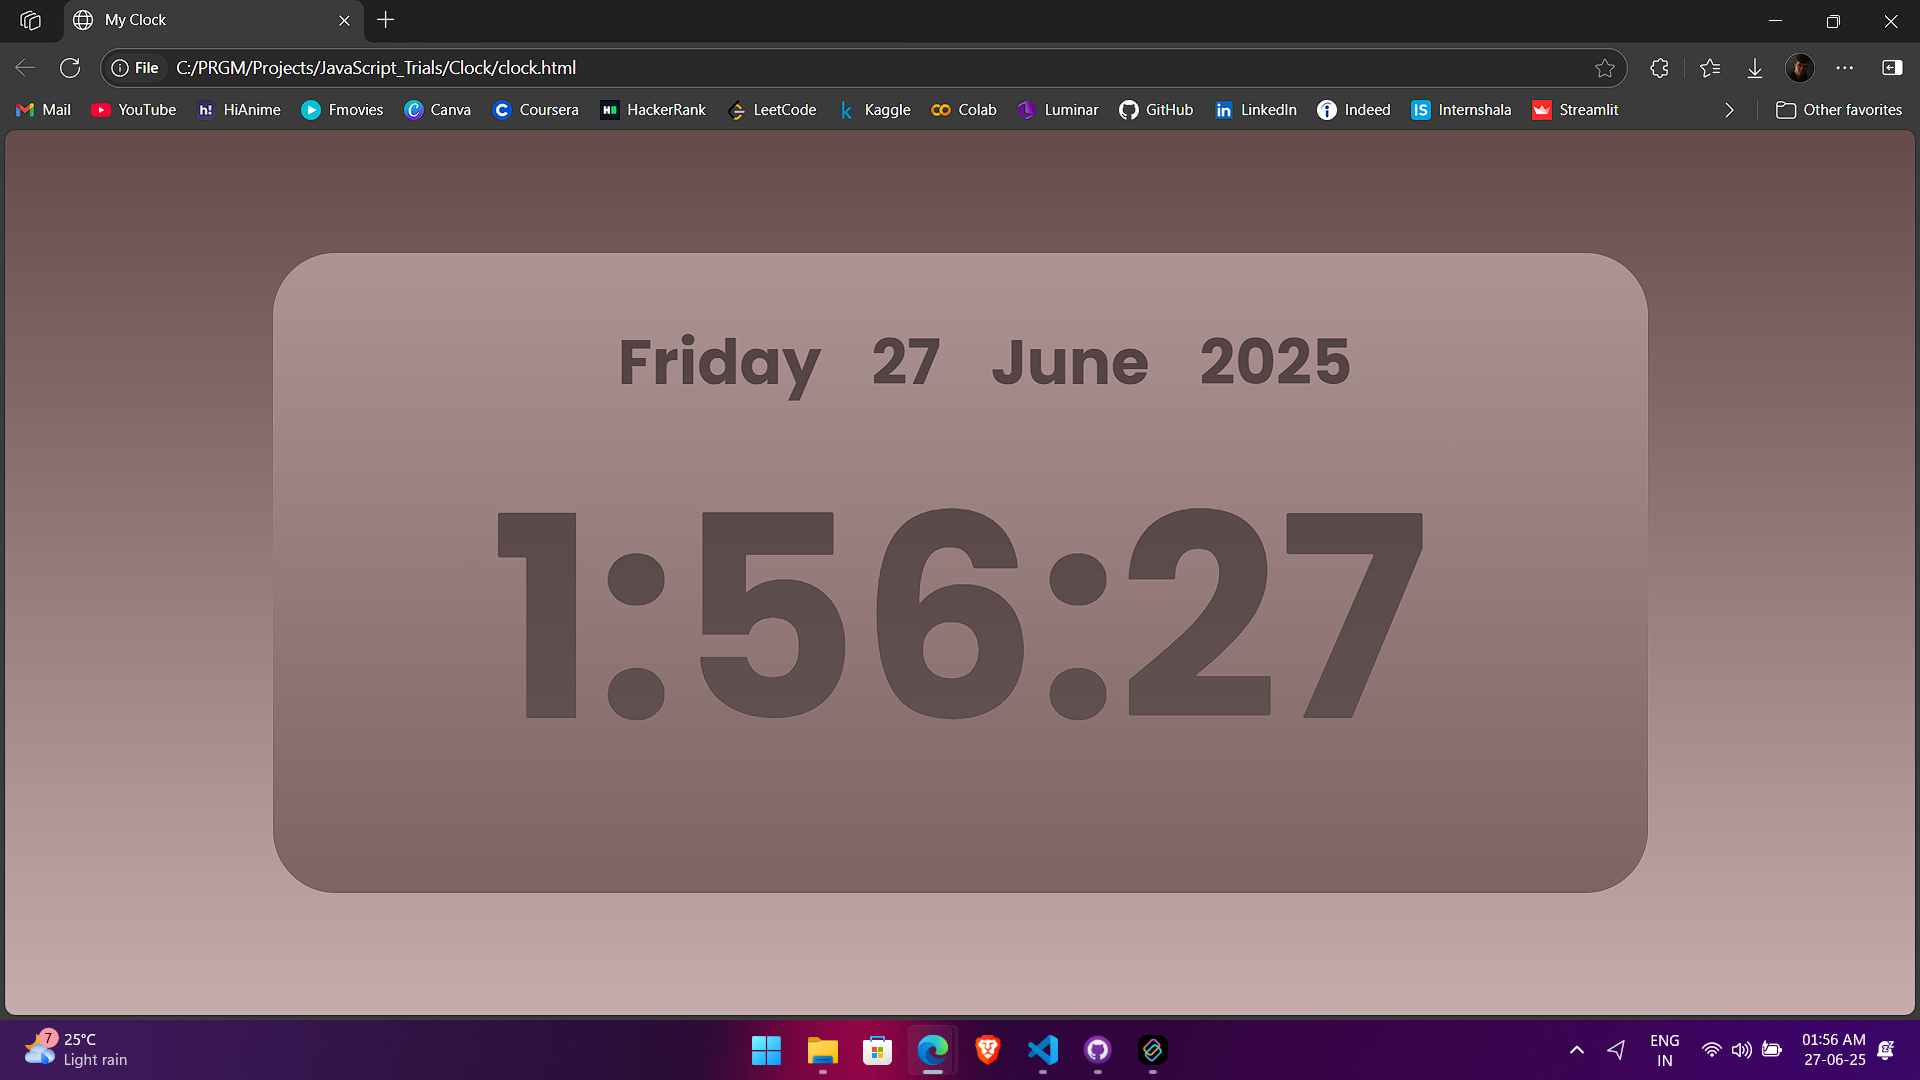 My Clock
File C:/PRGM/Projects/JavaScript_Trials/Clock/clock.html
Mail YouTube h! HiAnime Fmovies Canva Coursera HackerRank LeetCode k Kaggle Colab Luminar GitHub in LinkedIn Indeed IS Internshala Streamlit Other favorites
Friday 27 June 2025
1:56:27
7 25°C
Light rain
ENG
IN
01:56 AM
27-06-25